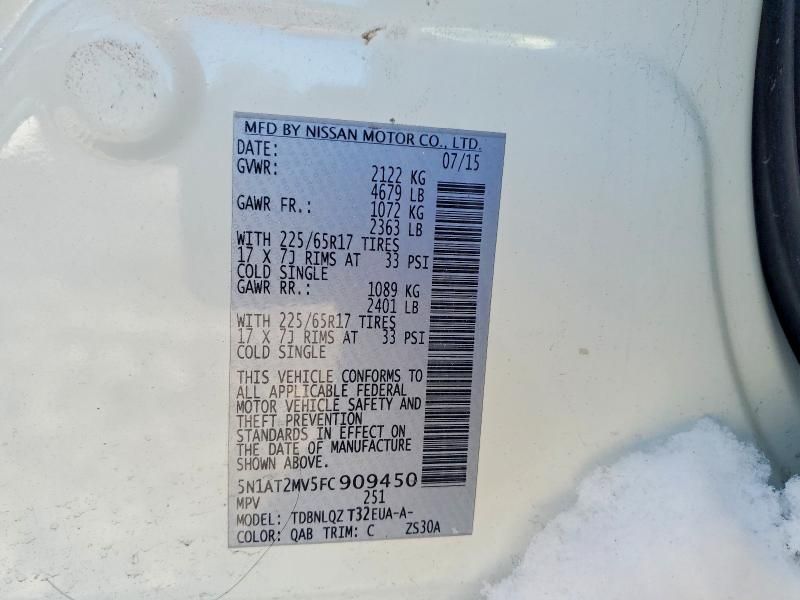 MFD BY NISSAN MOTOR CO., LTD.
DATE: 07/15
GVWR: 2122 KG
4679 LB
GAWR FR.: 1072 KG
2363 LB
WITH 225/65R17 TIRES
17 X 7J RIMS AT 33 PSI
COLD SINGLE
GAWR RR.: 1089 KG
2401 LB
WITH 225/65R17 TIRES
17 X 7J RIMS AT 33 PSI
COLD SINGLE
THIS VEHICLE CONFORMS TO
ALL APPLICABLE FEDERAL
MOTOR VEHICLE SAFETY AND
THEFT PREVENTION
STANDARDS IN EFFECT ON
THE DATE OF MANUFACTURE
SHOWN ABOVE.
5N1AT2MV5FC909450
MPV 251
MODEL: TDBNLQZ T32EUA-A-
COLOR: QAB TRIM: C ZS30A